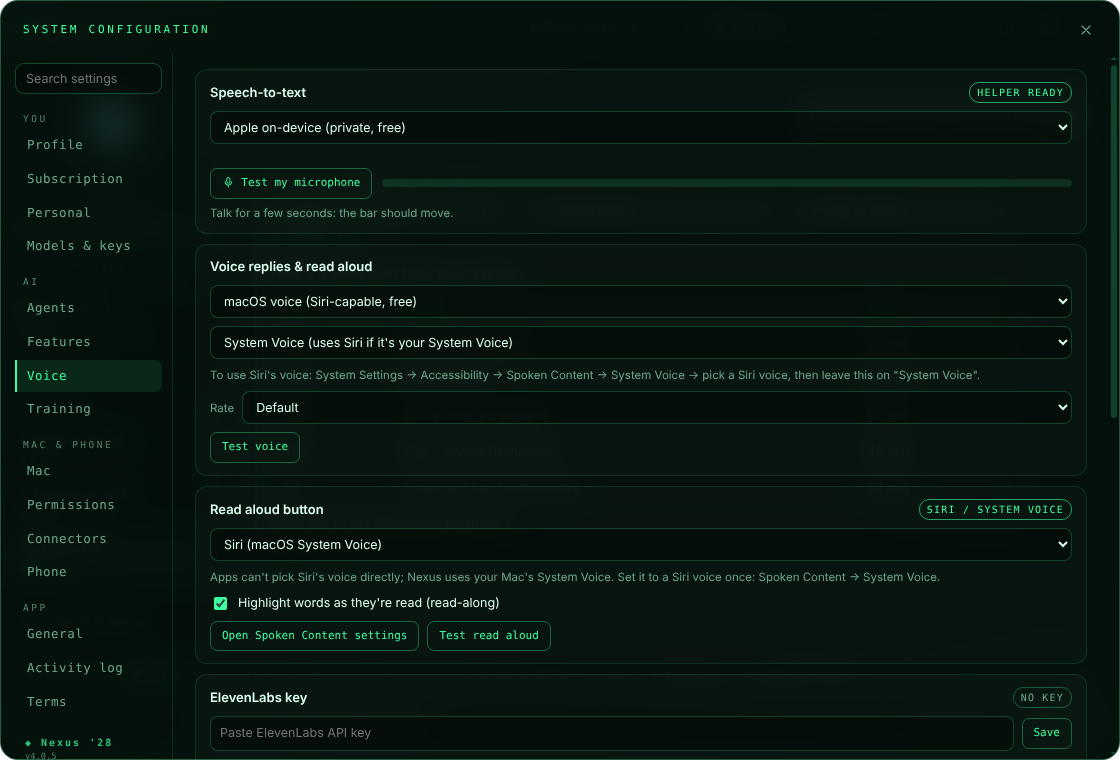 SYSTEM CONFIGURATION
Search settings
YOU
Profile
Subscription
Personal
Models & keys
AI
Agents
Features
Voice
Training
MAC & PHONE
Mac
Permissions
Connectors
Phone
APP
General
Activity log
Terms
◆ Nexus '28
v4.0.5
Speech-to-text
HELPER READY
Apple on-device (private, free)
Test my microphone
Talk for a few seconds: the bar should move.
Voice replies & read aloud
macOS voice (Siri-capable, free)
System Voice (uses Siri if it's your System Voice)
To use Siri's voice: System Settings → Accessibility → Spoken Content → System Voice → pick a Siri voice, then leave this on "System Voice".
Rate
Default
Test voice
Read aloud button
SIRI / SYSTEM VOICE
Siri (macOS System Voice)
Apps can't pick Siri's voice directly; Nexus uses your Mac's System Voice. Set it to a Siri voice once: Spoken Content → System Voice.
Highlight words as they're read (read-along)
Open Spoken Content settings
Test read aloud
ElevenLabs key
NO KEY
Paste ElevenLabs API key
Save